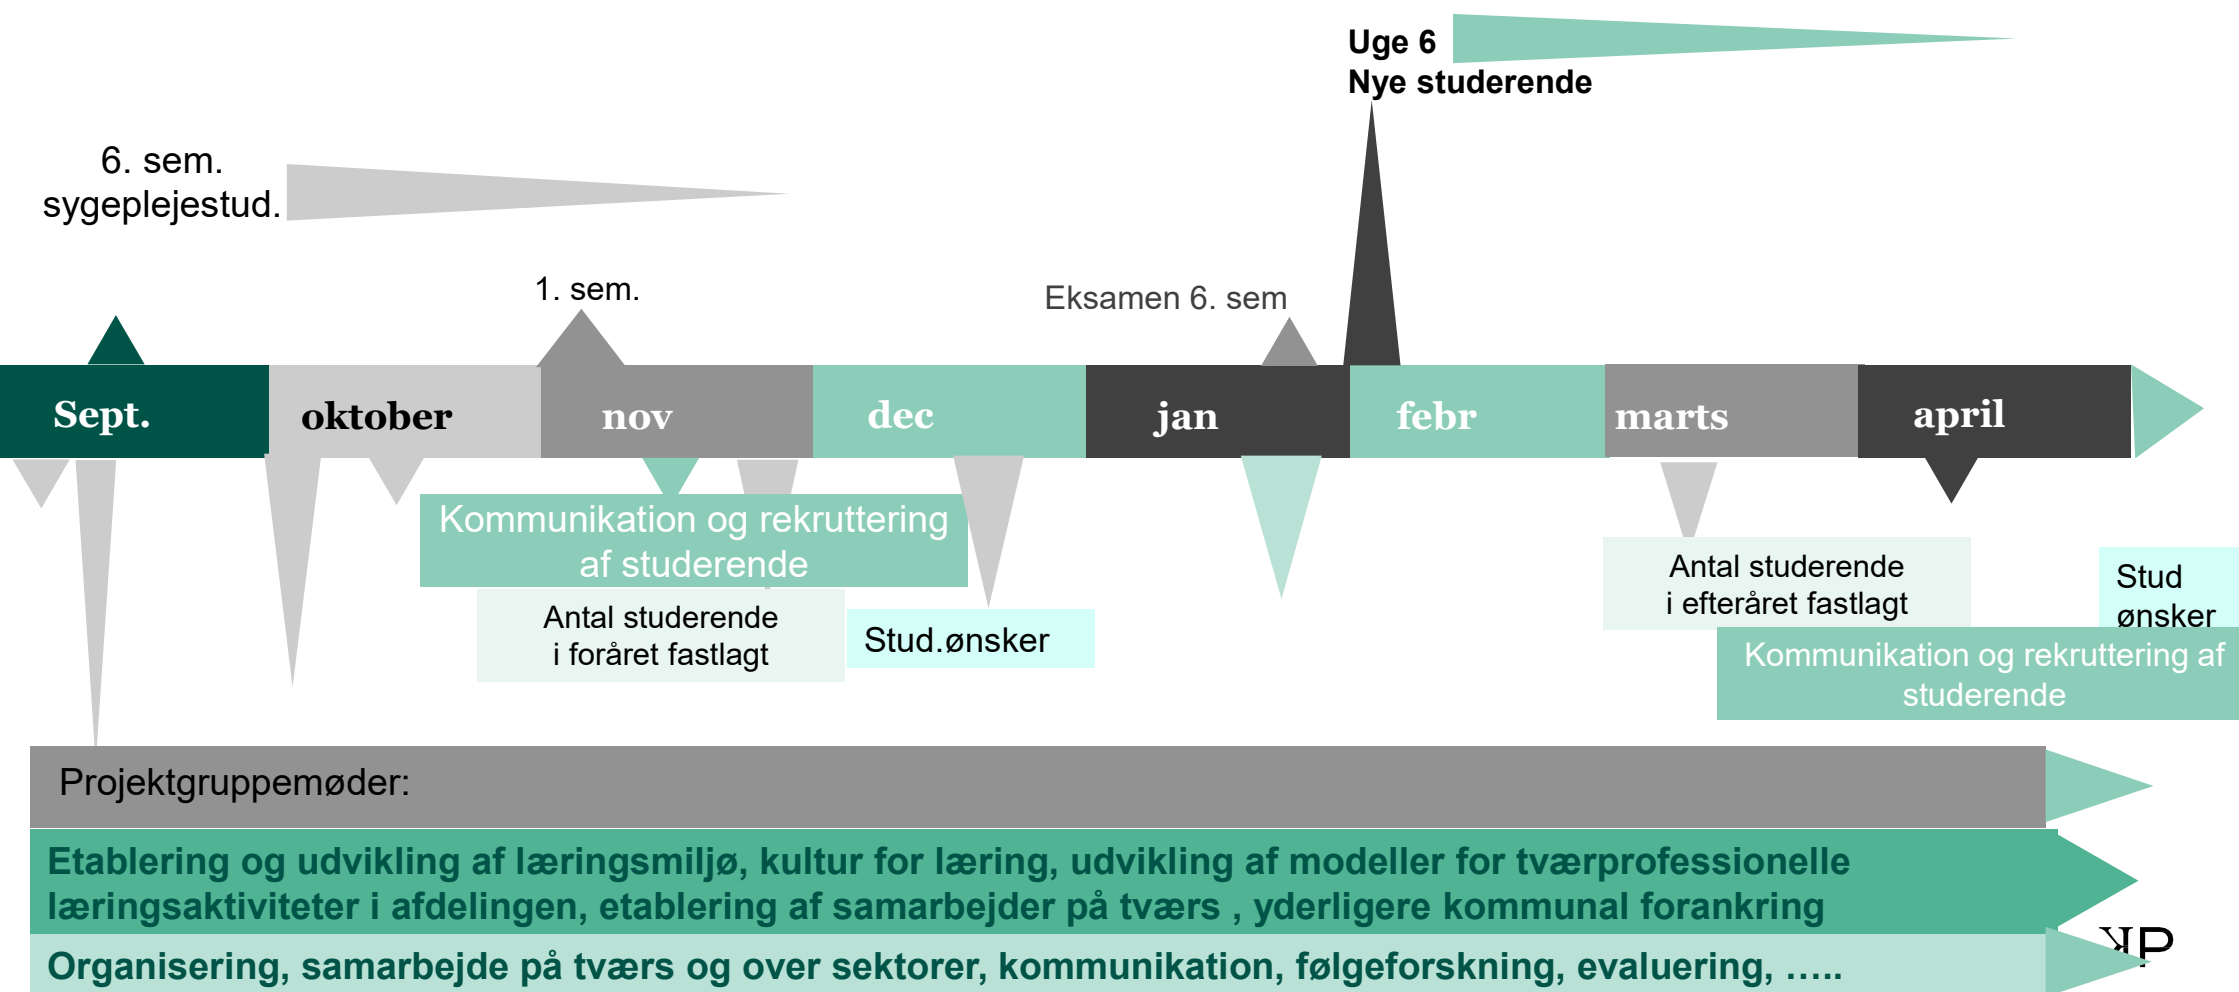 Uge 6
Nye studerende
6. sem.
sygeplejestud.
1. sem.
Eksamen 6. sem
Sept.
oktober
nov
dec
jan
febr
marts
april
Kommunikation og rekruttering
af studerende
Antal studerende
i foråret fastlagt
Stud.ønsker
Antal studerende
i efteråret fastlagt
Stud
ønsker
Kommunikation og rekruttering af
studerende
Projektgruppemøder:
Etablering og udvikling af læringsmiljø, kultur for læring, udvikling af modeller for tværprofessionelle
læringsaktiviteter i afdelingen, etablering af samarbejder på tværs , yderligere kommunal forankring
KP
Organisering, samarbejde på tværs og over sektorer, kommunikation, følgeforskning, evaluering, …..